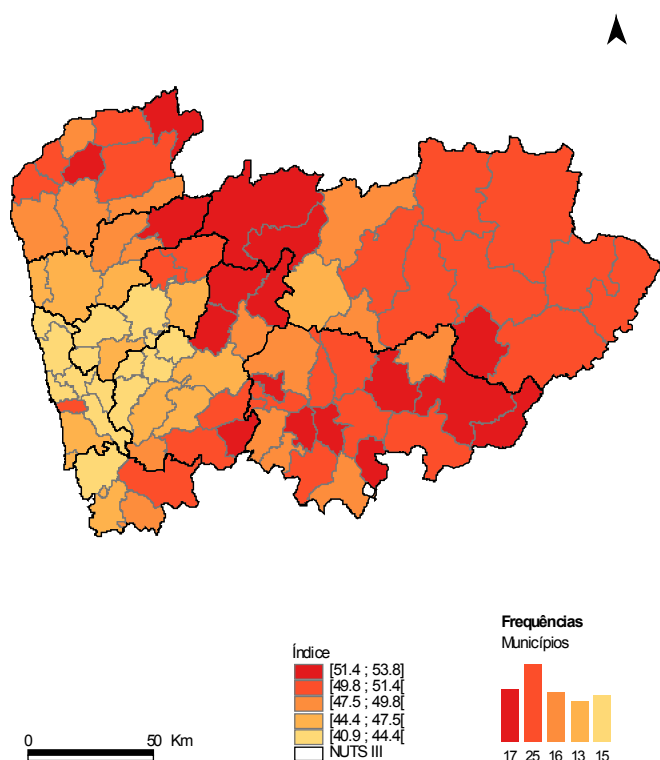 Índice
[51.4 ; 53.8]
[49.8 ; 51.4[
[47.5 ; 49.8[
[44.4 ; 47.5[
[40.9 ; 44.4[
NUTS III
0 50 Km
Frequências
Municípios
17 25 16 13 15